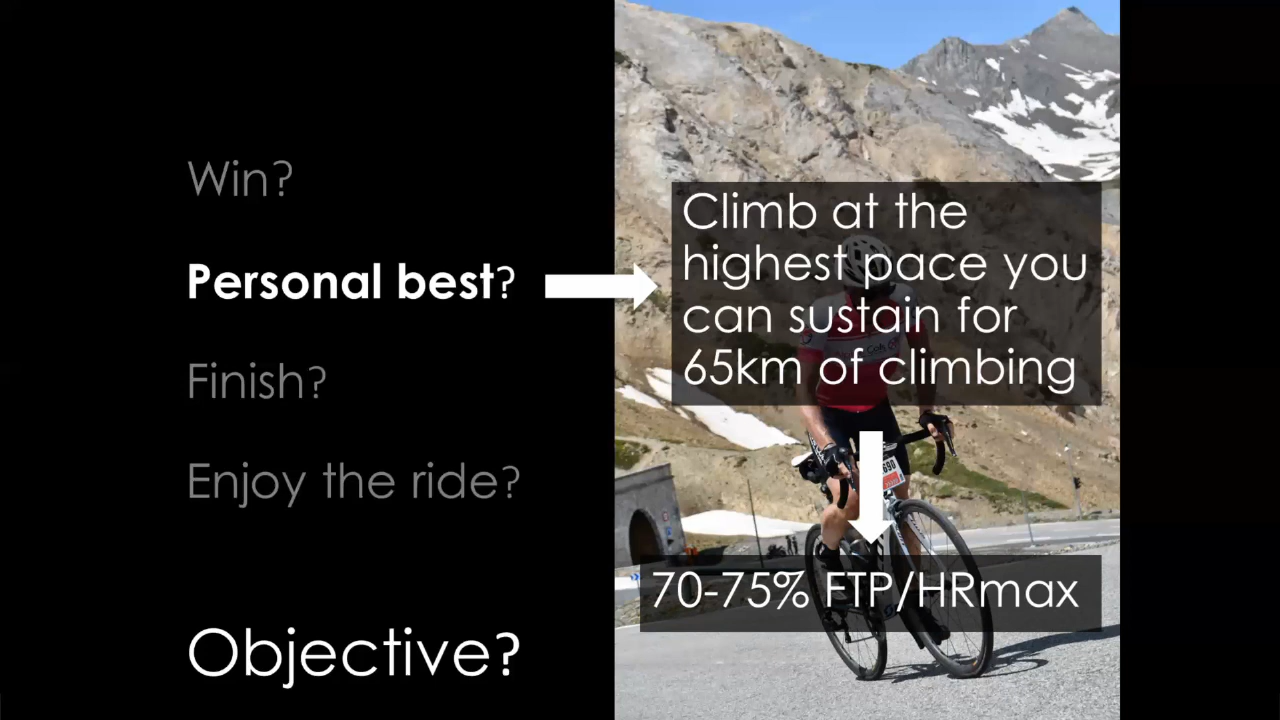 Win?
Personal best?
Finish?
Enjoy the ride?
Objective?
Climb at the
highest pace you
can sustain for
65km of climbing
690
70-75% FTP/HRmax